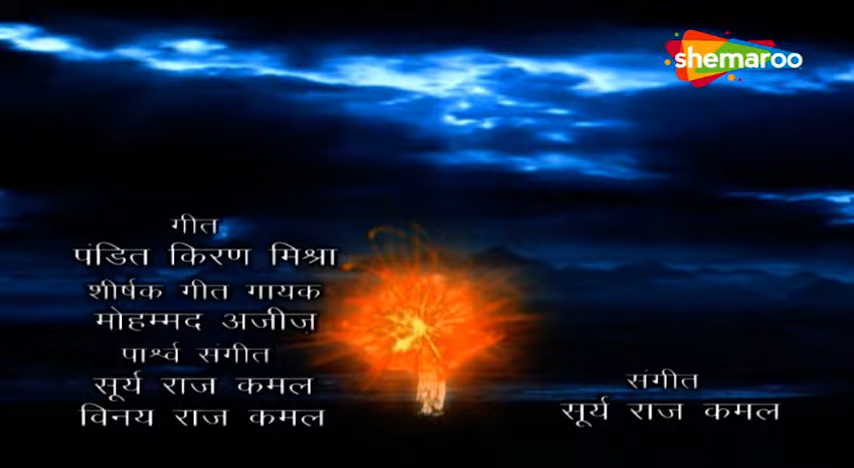 shemaroo
गीत
पंडित किरण मिश्रा
शीर्षक गीत गायक
मोहम्मद अजीज़
पार्श्व संगीत
सूर्य राज कमल
विनय राज कमल
संगीत
सूर्य राज कमल